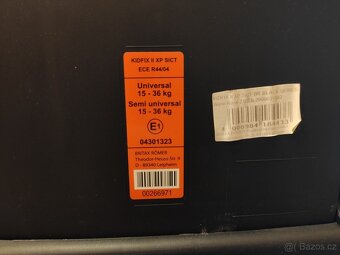 KIDFIX II XP SICT
ECE R44/04
Universal
15 - 36 kg
Semi universal
15 - 36 kg
E1
04301323
BRITAX RÖMER
Theodor-Heuss-Str. 9
D - 89340 Leipheim
00266971
Bazos.cz